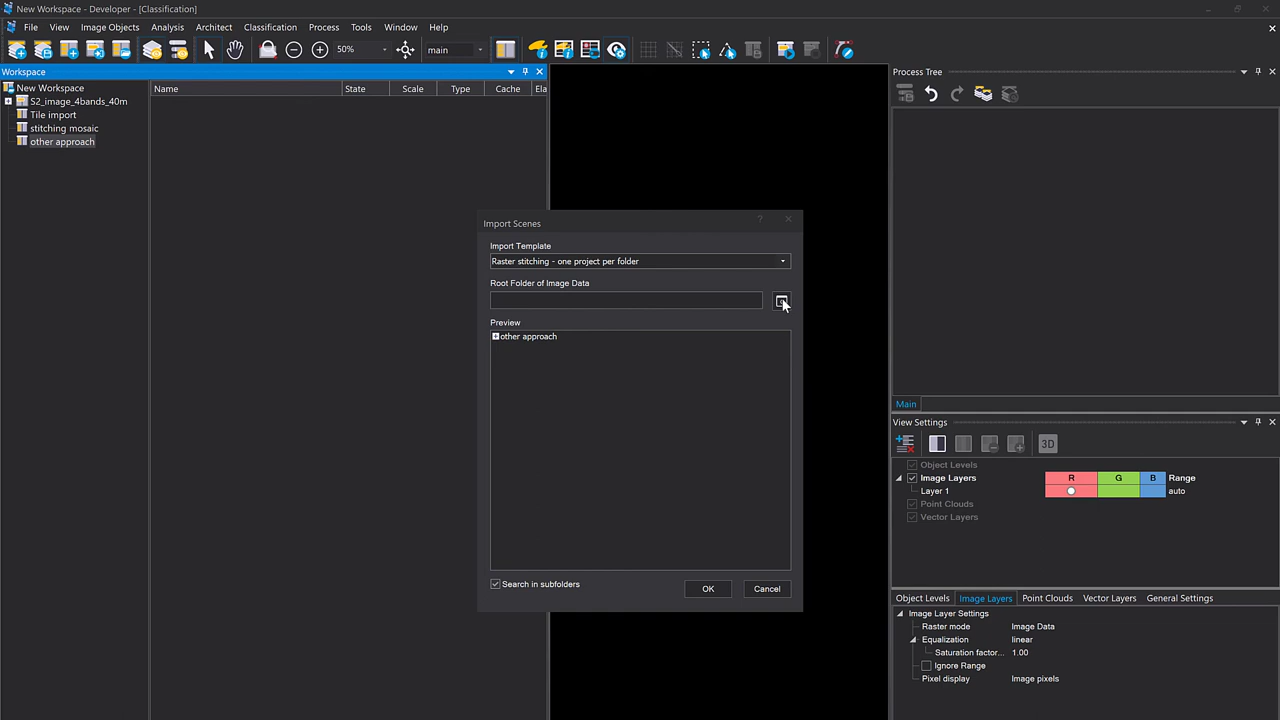 New Workspace - Developer - [Classification]
File View Image Objects Analysis Architect Classification Process Tools Window Help
50% main
Workspace
New Workspace
S2_image_4bands_40m
Tile import
stitching mosaic
other approach
Name State Scale Type Cache Ela
Import Scenes
Import Template
Raster stitching - one project per folder
Root Folder of Image Data
Preview
other approach
Search in subfolders
OK Cancel
Process Tree
Main
View Settings
3D
Object Levels
Image Layers R G B Range
Layer 1 auto
Point Clouds
Vector Layers
Object Levels Image Layers Point Clouds Vector Layers General Settings
Image Layer Settings
Raster mode Image Data
Equalization linear
Saturation factor... 1.00
Ignore Range
Pixel display Image pixels